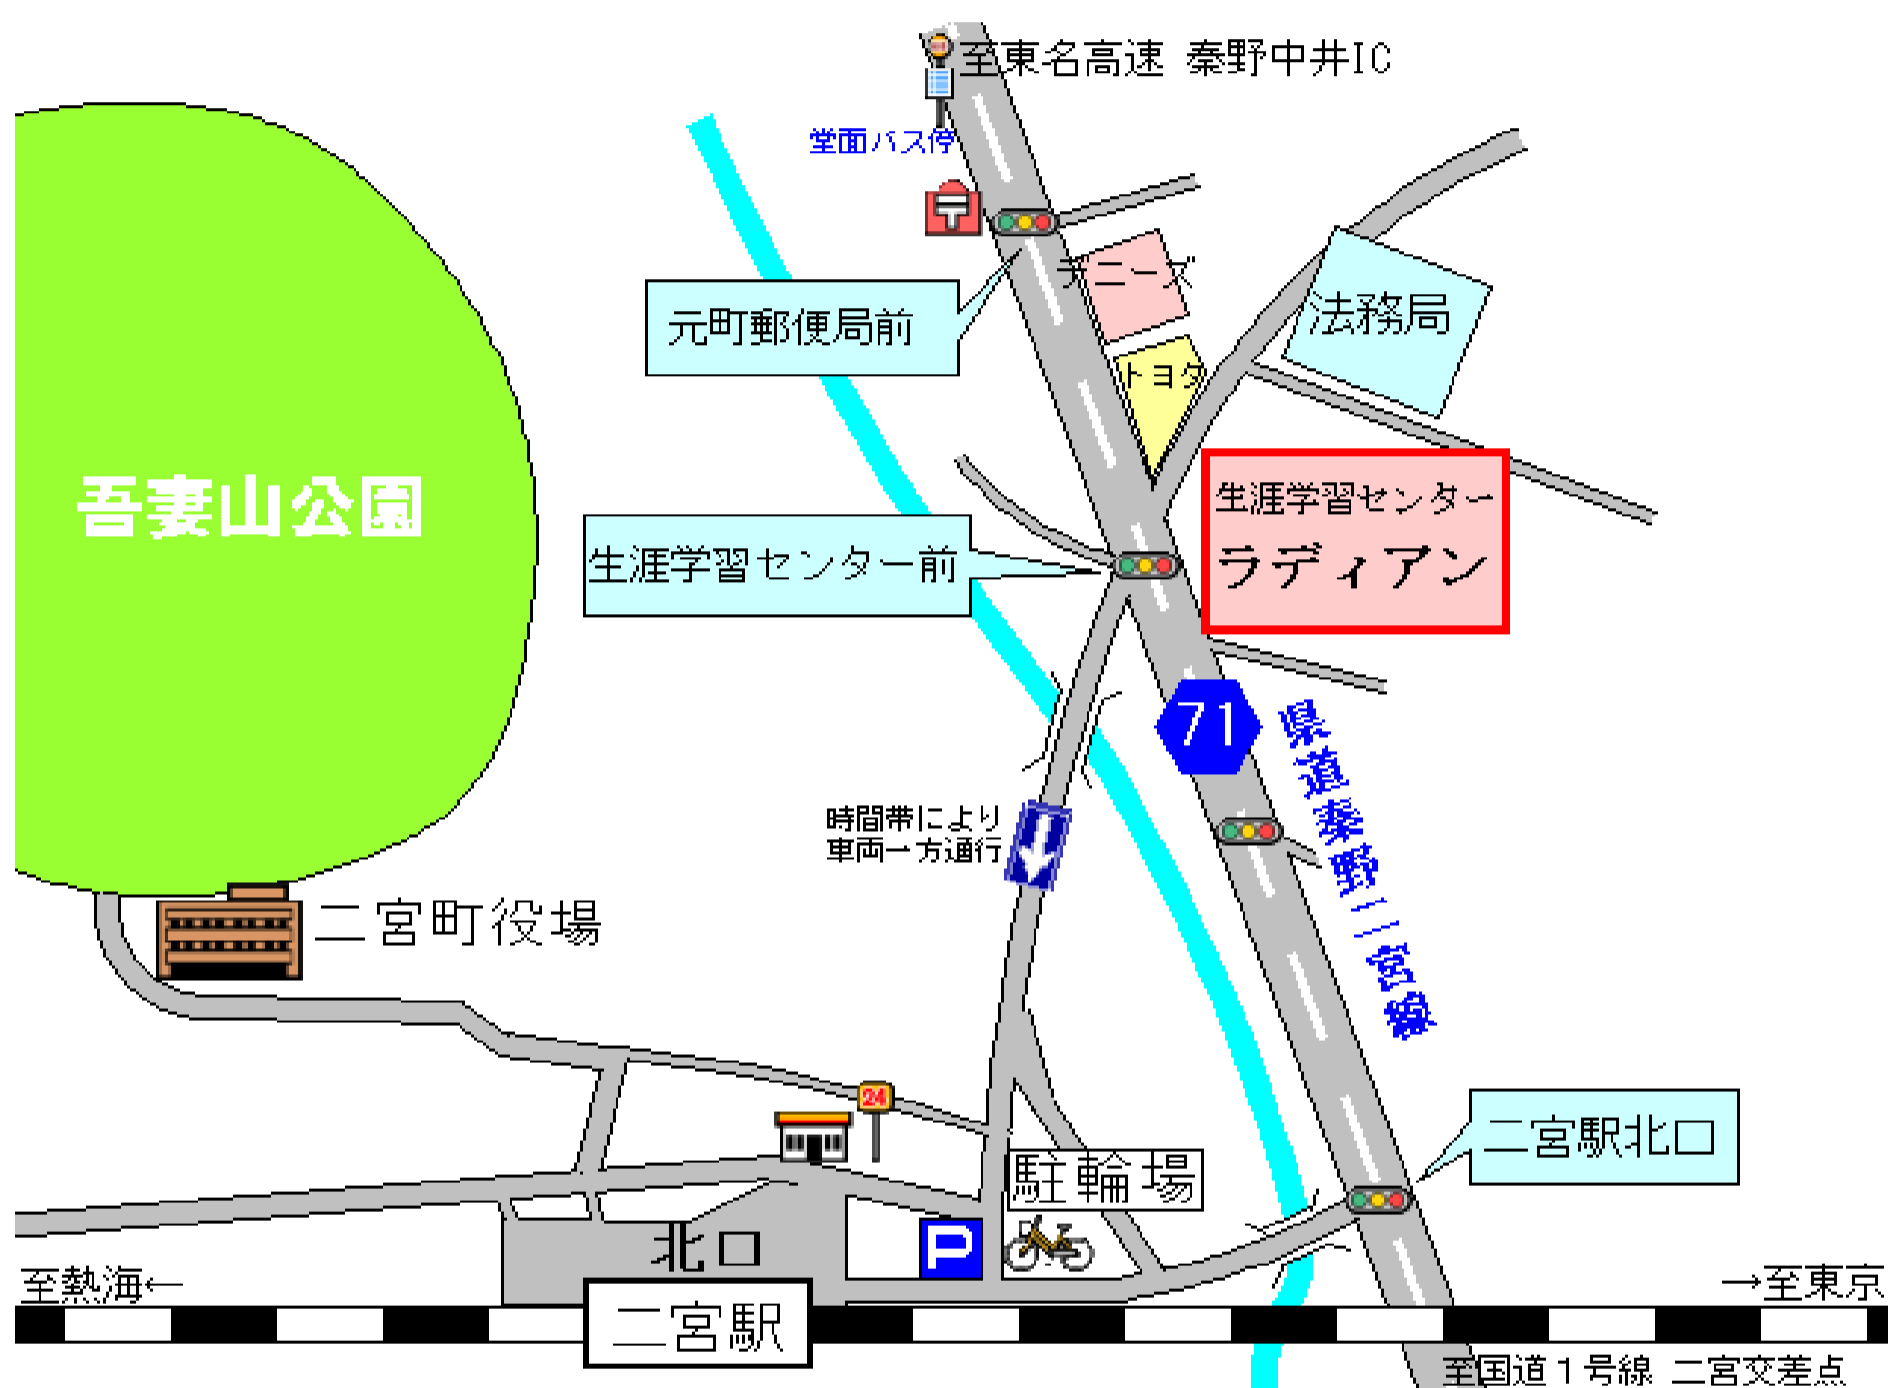 至東名高速 秦野中井IC
堂面バス停
デニーズ
元町郵便局前
法務局
トヨタ
吾妻山公園
生涯学習センター
ラディアン
生涯学習センター前
71
県道秦野二宮線
時間帯により
車両一方通行
二宮町役場
24
二宮駅北口
駐輪場
北口
P
至熱海←
→至東京
二宮駅
至国道1号線 二宮交差点